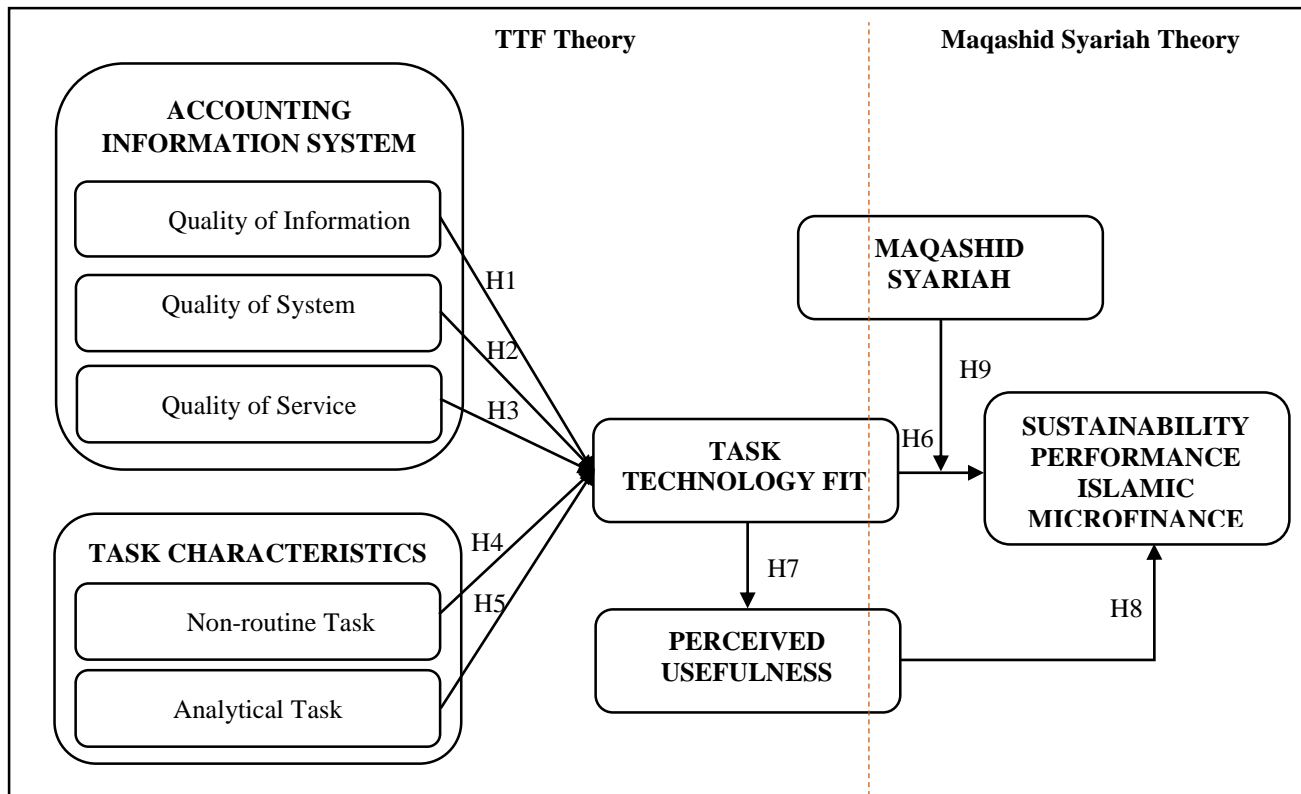 TTF Theory
Maqashid Syariah Theory
ACCOUNTING
INFORMATION SYSTEM
Quality of Information
Quality of System
Quality of Service
TASK CHARACTERISTICS
Non-routine Task
Analytical Task
H1
H2
H3
H4
H5
TASK
TECHNOLOGY FIT
H7
PERCEIVED
USEFULNESS
MAQASHID
SYARIAH
H9
H6
SUSTAINABILITY
PERFORMANCE
ISLAMIC
MICROFINANCE
H8